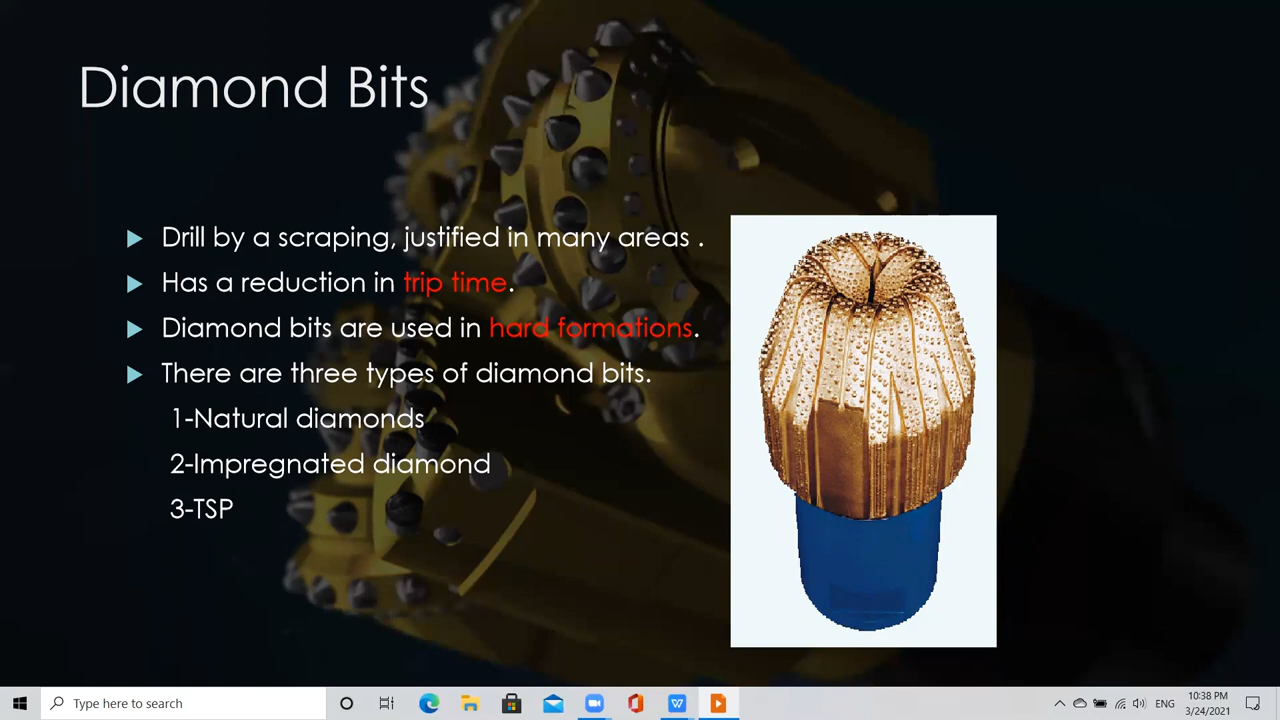 Diamond Bits
Drill by a scraping, justified in many areas .
Has a reduction in trip time.
Diamond bits are used in hard formations.
There are three types of diamond bits.
1-Natural diamonds
2-Impregnated diamond
3-TSP
Type here to search
ENG
10:38 PM
3/24/2021